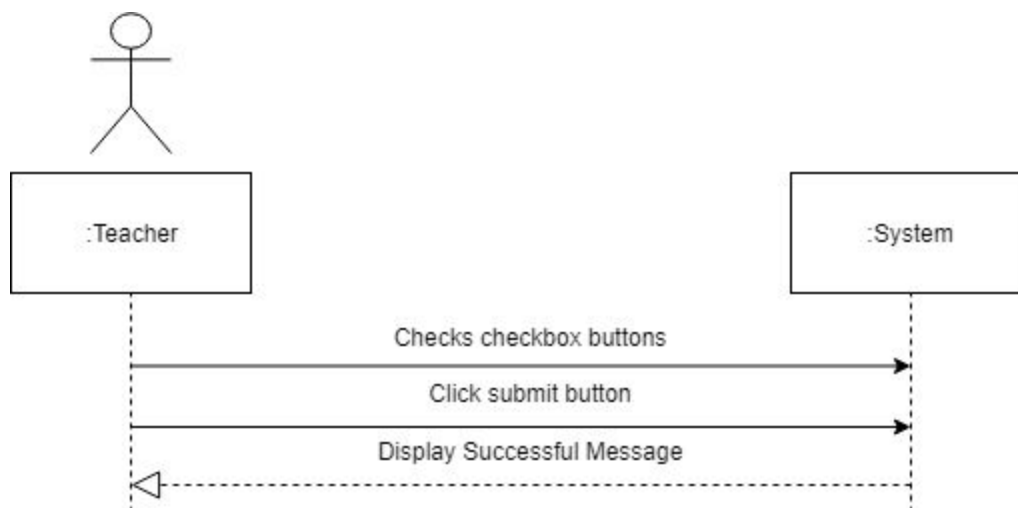 :Teacher
:System
Checks checkbox buttons
Click submit button
Display Successful Message